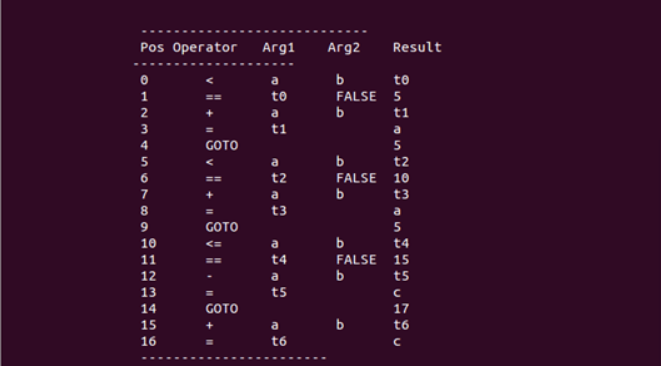 ----------------------------
Pos Operator Arg1 Arg2 Result
--------------------
0 < a b t0
1 == t0 FALSE 5
2 + a b t1
3 = t1 a
4 GOTO 5
5 < a b t2
6 == t2 FALSE 10
7 + a b t3
8 = t3 a
9 GOTO 5
10 <= a b t4
11 == t4 FALSE 15
12 - a b t5
13 = t5 c
14 GOTO 17
15 + a b t6
16 = t6 c
-----------------------